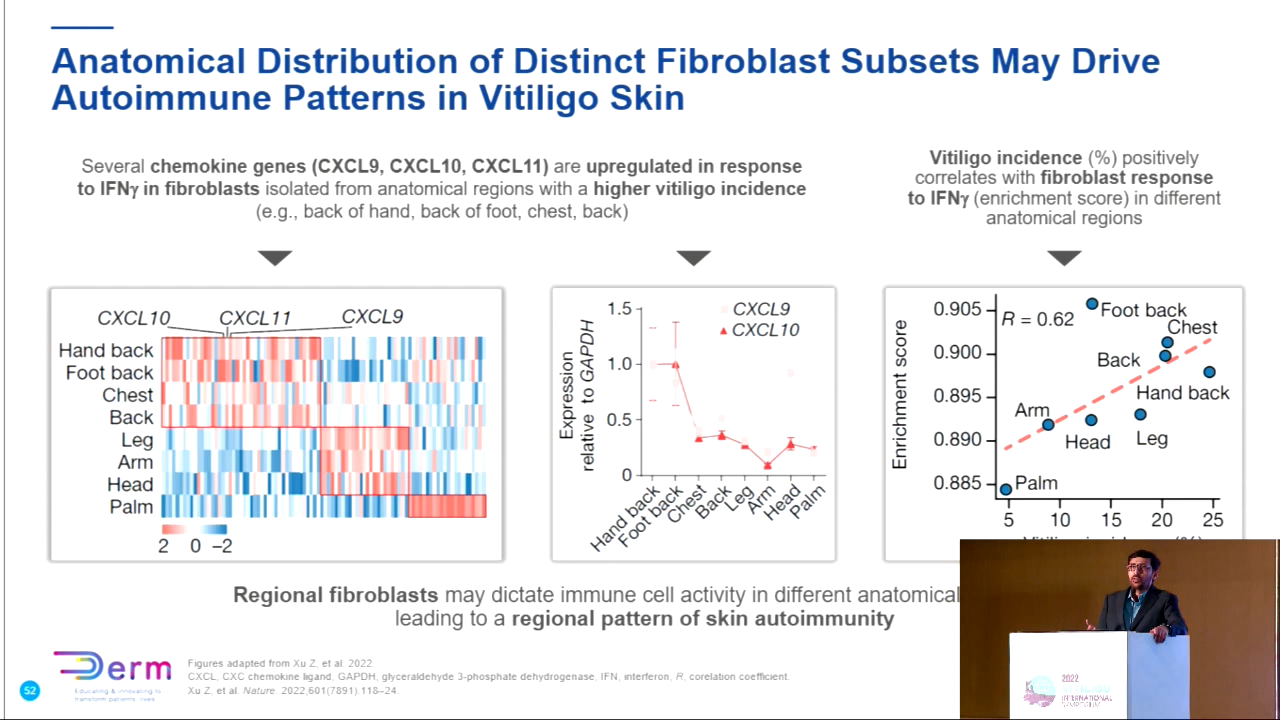 Anatomical Distribution of Distinct Fibroblast Subsets May Drive
Autoimmune Patterns in Vitiligo Skin
Several chemokine genes (CXCL9, CXCL10, CXCL11) are upregulated in response
to IFNγ in fibroblasts isolated from anatomical regions with a higher vitiligo incidence
(e.g., back of hand, back of foot, chest, back)
Vitiligo incidence (%) positively
correlates with fibroblast response
to IFNγ (enrichment score) in different
anatomical regions
CXCL10 CXCL11 CXCL9
Hand back
Foot back
Chest
Back
Leg
Arm
Head
Palm
2 0 −2
CXCL9
CXCL10
Expression
relative to GAPDH
1.5
1.0
0.5
0
Hand back
Foot back
Chest
Back
Leg
Arm
Head
Palm
Enrichment score
0.905
0.900
0.895
0.890
0.885
R = 0.62
Foot back
Chest
Back
Hand back
Arm
Head
Leg
Palm
5 10 15 20 25
Regional fibroblasts may dictate immune cell activity in different anatomical
leading to a regional pattern of skin autoimmunity
52
Derm
Educating & innovating to
transform patients' lives
Figures adapted from Xu Z, et al. 2022.
CXCL, CXC chemokine ligand, GAPDH, glyceraldehyde 3-phosphate dehydrogenase, IFN, interferon, R, corelation coefficient.
Xu Z, et al. Nature. 2022;601(7891).118–24.
2022
INTERNATIONAL
SYMPOSIUM